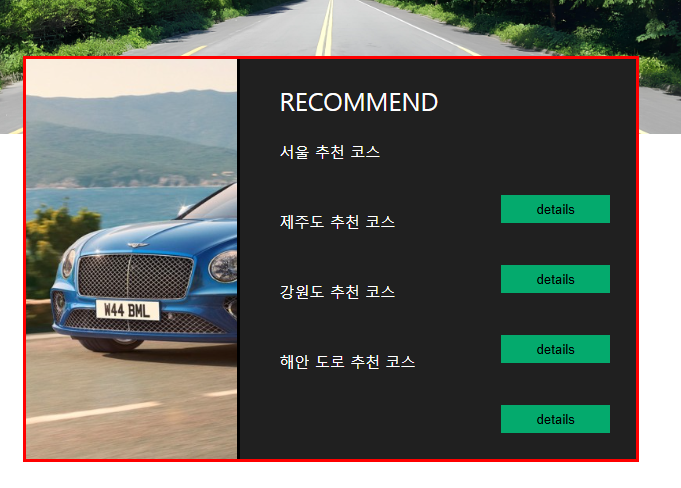 RECOMMEND
서울 추천 코스
details
제주도 추천 코스
details
강원도 추천 코스
details
해안 도로 추천 코스
details
W44 BML